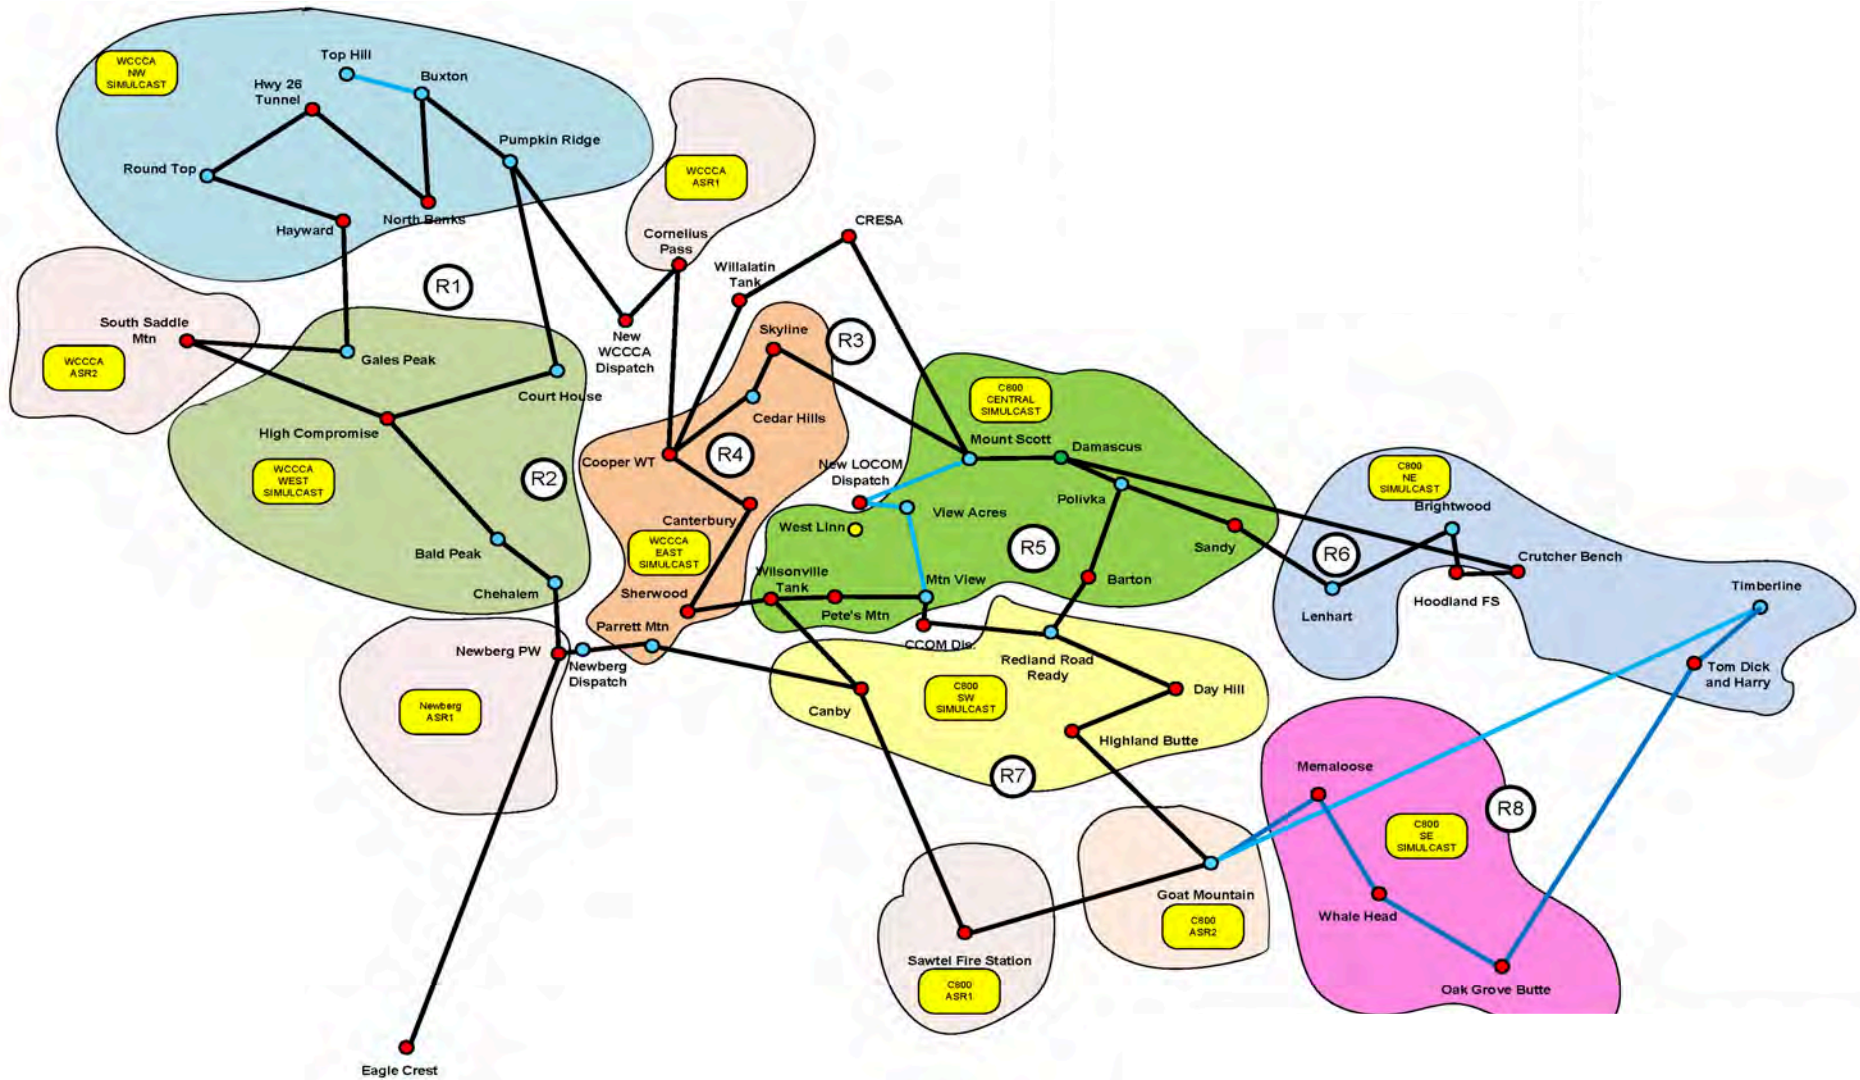 WCCCA
NW
SIMULCAST
Top Hill
Buxton
Hwy 26
Tunnel
Pumpkin Ridge
Round Top
North Banks
Hayward
WCCCA
ASR1
CRESA
Cornelius
Pass
Willalatin
Tank
R1
South Saddle
Mtn
WCCCA
ASR2
Gales Peak
New
WCCCA
Dispatch
Skyline
R3
Court House
Cedar Hills
C800
CENTRAL
SIMULCAST
High Compromise
WCCCA
WEST
SIMULCAST
R2
Cooper WT
R4
Mount Scott
Damascus
New LOCOM
Dispatch
Polivka
C800
NE
SIMULCAST
Brightwood
Canterbury
West Linn
View Acres
Sandy
R5
R6
Crutcher Bench
Bald Peak
WCCCA
EAST
SIMULCAST
Wilsonville
Tank
Mtn View
Barton
Chehalem
Sherwood
Pete's Mtn
Lenhart
Hoodland FS
Timberline
Parrett Mtn
CCOM Dis.
Newberg PW
Newberg
Dispatch
Redland Road
Ready
Tom Dick
and Harry
Newberg
ASR1
Canby
C800
SW
SIMULCAST
Day Hill
Highland Butte
R7
Memaloose
R8
C800
SE
SIMULCAST
Goat Mountain
C800
ASR2
Whale Head
Sawtel Fire Station
C800
ASR1
Oak Grove Butte
Eagle Crest